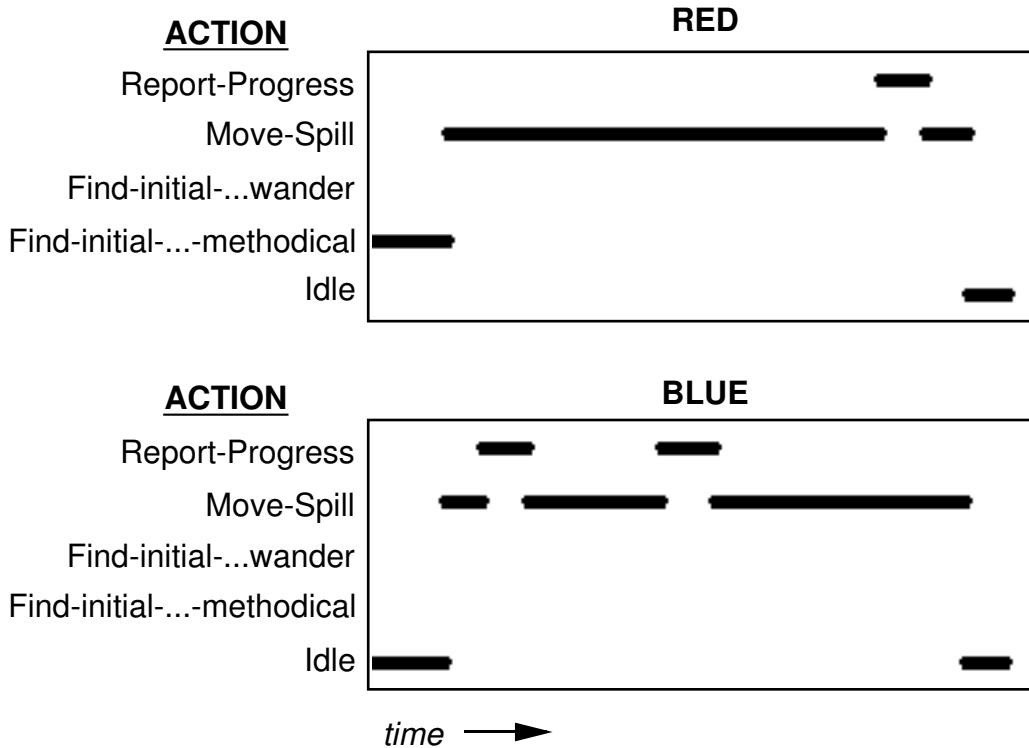 RED
ACTION
Report-Progress
Move-Spill
Find-initial-...wander
Find-initial-...-methodical
Idle
BLUE
ACTION
Report-Progress
Move-Spill
Find-initial-...wander
Find-initial-...-methodical
Idle
time